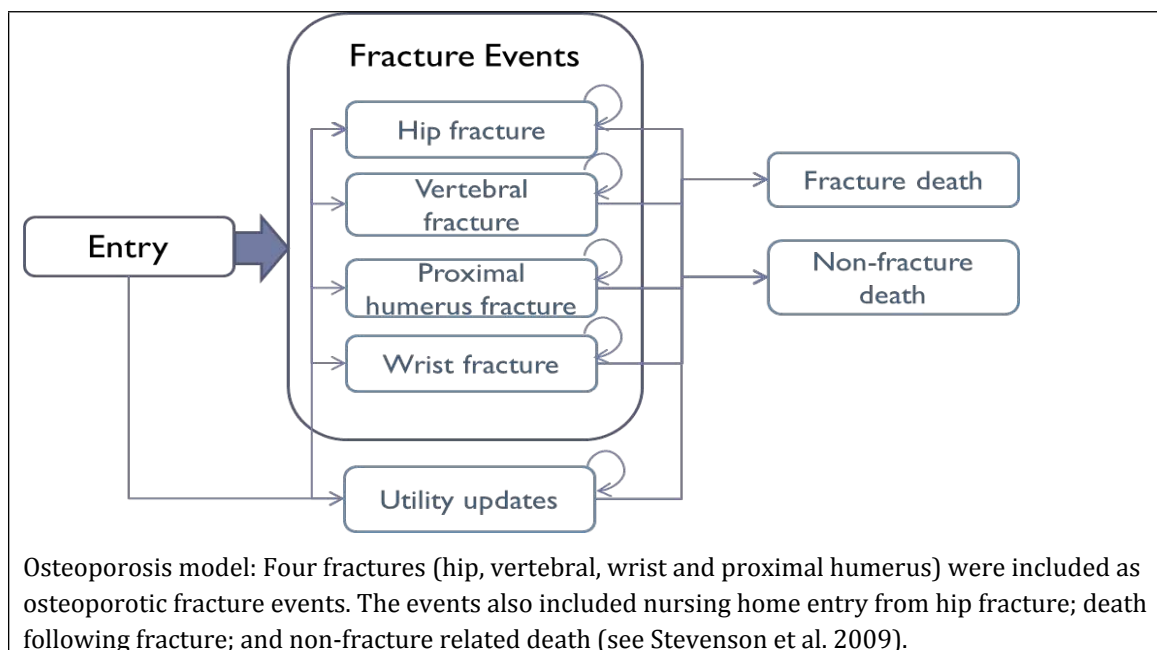 Fracture Events
Hip fracture
Vertebral
fracture
Entry
Proximal
humerus fracture
Wrist fracture
Utility updates
Fracture death
Non-fracture
death
Osteoporosis model: Four fractures (hip, vertebral, wrist and proximal humerus) were included as
osteoporotic fracture events. The events also included nursing home entry from hip fracture; death
following fracture; and non-fracture related death (see Stevenson et al. 2009).